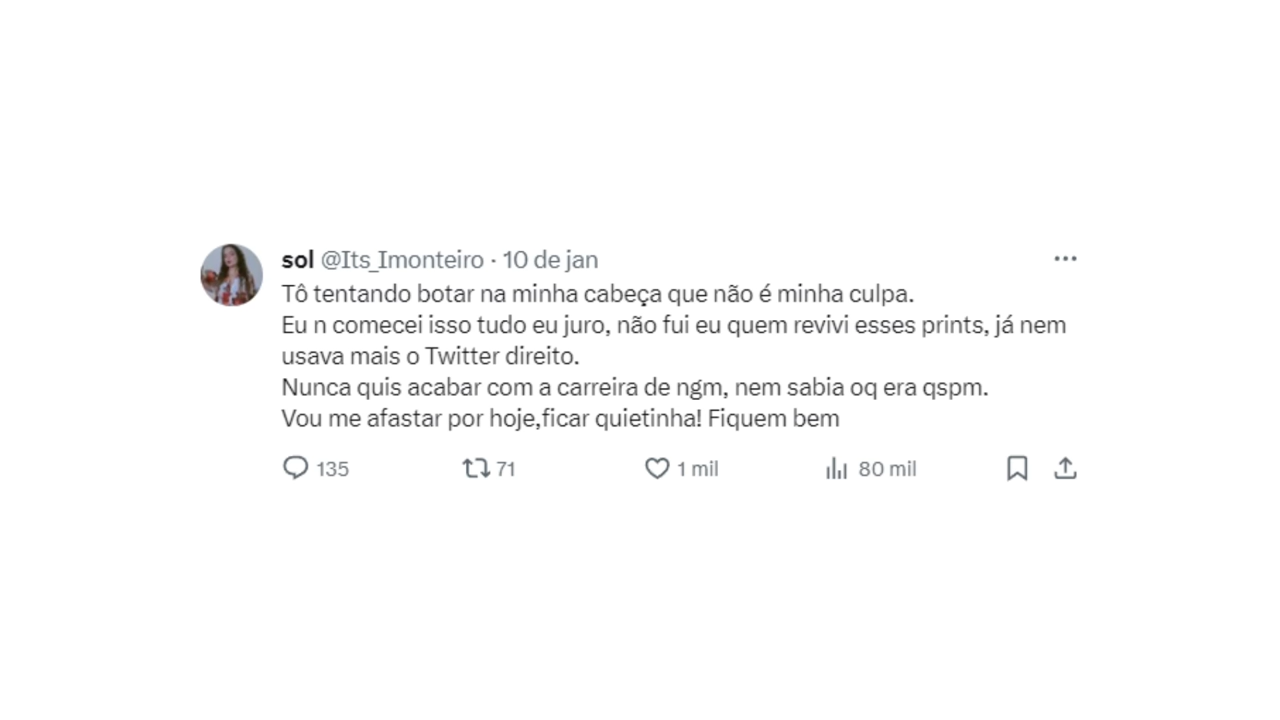 sol @Its_Imonteiro · 10 de jan
Tô tentando botar na minha cabeça que não é minha culpa.
Eu n comecei isso tudo eu juro, não fui eu quem revivi esses prints, já nem
usava mais o Twitter direito.
Nunca quis acabar com a carreira de ngm, nem sabia oq era qspm.
Vou me afastar por hoje,ficar quietinha! Fiquem bem
135 71 1 mil 80 mil